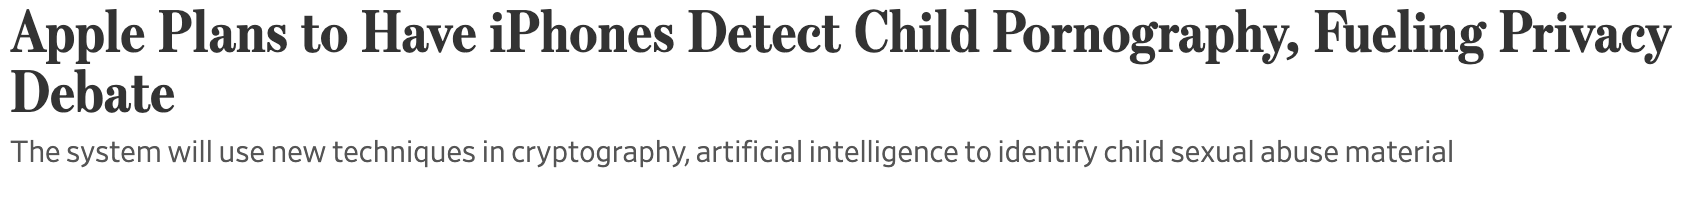 Apple Plans to Have iPhones Detect Child Pornography, Fueling Privacy
Debate
The system will use new techniques in cryptography, artificial intelligence to identify child sexual abuse material